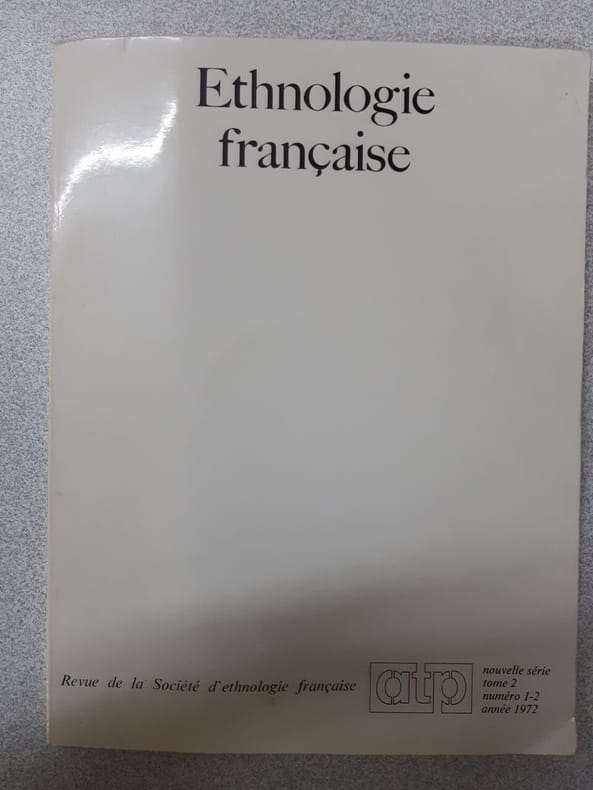 Ethnologie
française
Revue de la Société d'ethnologie française
atp
nouvelle série
tome 2
numéro 1-2
année 1972